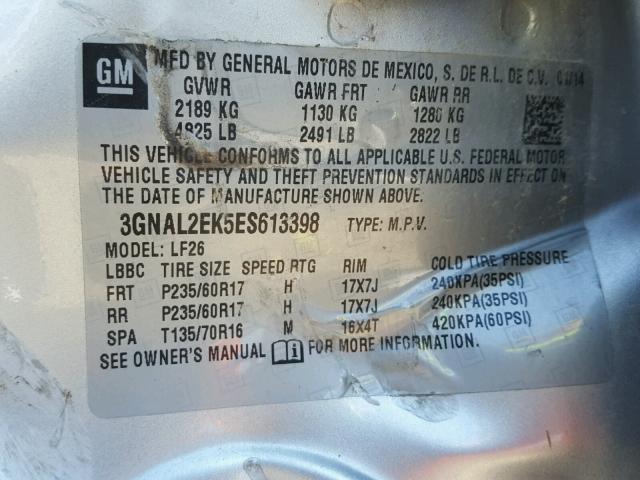 GM
MFD BY GENERAL MOTORS DE MEXICO, S. DE R.L. DE C.V.
GVWR GAWR FRT GAWR RR
2189 KG 1130 KG 1280 KG
4825 LB 2491 LB 2822 LB
THIS VEHICLE CONFORMS TO ALL APPLICABLE U.S. FEDERAL MOTOR
VEHICLE SAFETY AND THEFT PREVENTION STANDARDS IN EFFECT ON
THE DATE OF MANUFACTURE SHOWN ABOVE.
3GNAL2EK5ES613398 TYPE: M.P.V.
MODEL: LF26
LBBC TIRE SIZE SPEED RTG RIM COLD TIRE PRESSURE
FRT P235/60R17 H 17X7J 240KPA(35PSI)
RR P235/60R17 H 17X7J 240KPA(35PSI)
SPA T135/70R16 M 16X4T 420KPA(60PSI)
SEE OWNER'S MANUAL FOR MORE INFORMATION.